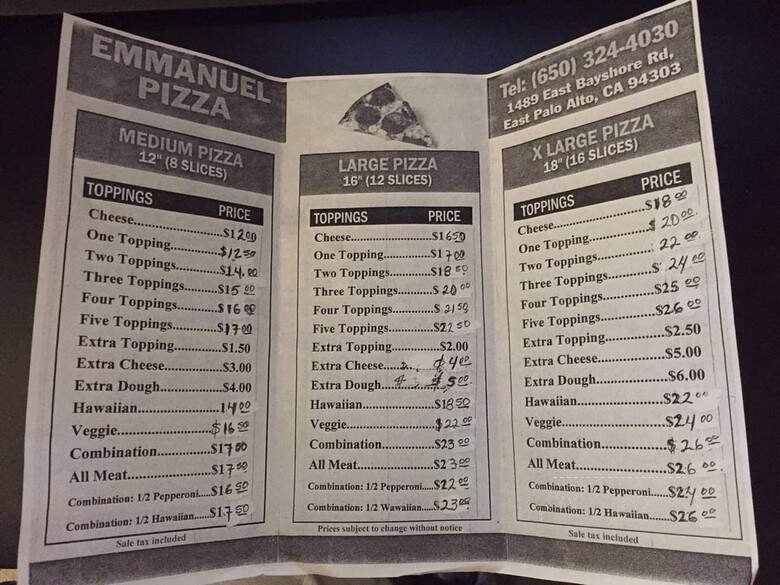 EMMANUEL
PIZZA
MEDIUM PIZZA
12" (8 SLICES)
TOPPINGS PRICE
Cheese..................$12 00
One Topping..................$12 50
Two Toppings..................$14.00
Three Toppings..................$15 00
Four Toppings..................$16 00
Five Toppings..................$17 00
Extra Topping..................$1.50
Extra Cheese..................$3.00
Extra Dough..................$4.00
Hawaiian..................14 00
Veggie..................$16 50
Combination..................$17 00
All Meat..................$17 50
Combination: 1/2 Pepperoni.....$16 50
Combination: 1/2 Hawaiian.....$17 50
Sale tax included
LARGE PIZZA
16" (12 SLICES)
TOPPINGS PRICE
Cheese..................$16 50
One Topping..................$17 00
Two Toppings..................$18 50
Three Toppings..................$20 00
Four Toppings..................$21 50
Five Toppings..................$22 50
Extra Topping..................$2.00
Extra Cheese..................$4 00
Extra Dough..................$5 00
Hawaiian..................$18 50
Veggie..................$22 00
Combination..................$23 00
All Meat..................$23 00
Combination: 1/2 Pepperoni.....$22 00
Combination: 1/2 Wawaiian.....$23 00
Prices subject to change without notice
Tel: (650) 324-4030
1489 East Bayshore Rd,
East Palo Alto, CA 94303
X LARGE PIZZA
18" (16 SLICES)
TOPPINGS PRICE
Cheese..................$18 00
One Topping..................$20 00
Two Toppings..................22 00
Three Toppings..................$24 00
Four Toppings..................$25 00
Five Toppings..................$26 00
Extra Topping..................$2.50
Extra Cheese..................$5.00
Extra Dough..................$6.00
Hawaiian..................$22 00
Veggie..................$24 00
Combination..................$26 00
All Meat..................$26 00
Combination: 1/2 Pepperoni.....$24 00
Combination: 1/2 Hawaiian.....$26 00
Sale tax included